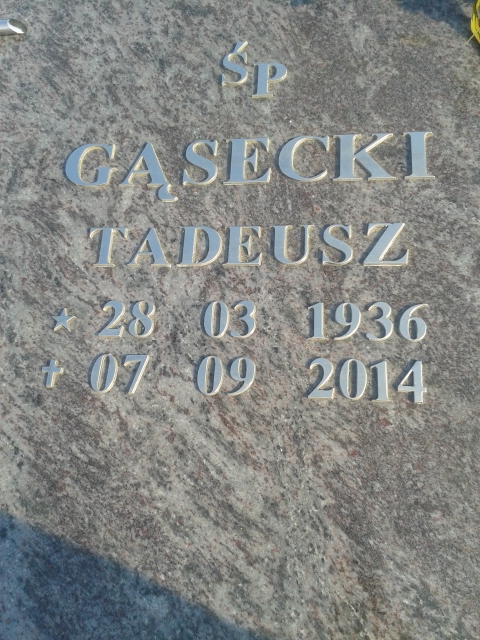 ŚP
GĄSECKI
TADEUSZ
★ 28 03 1936
✝ 07 09 2014